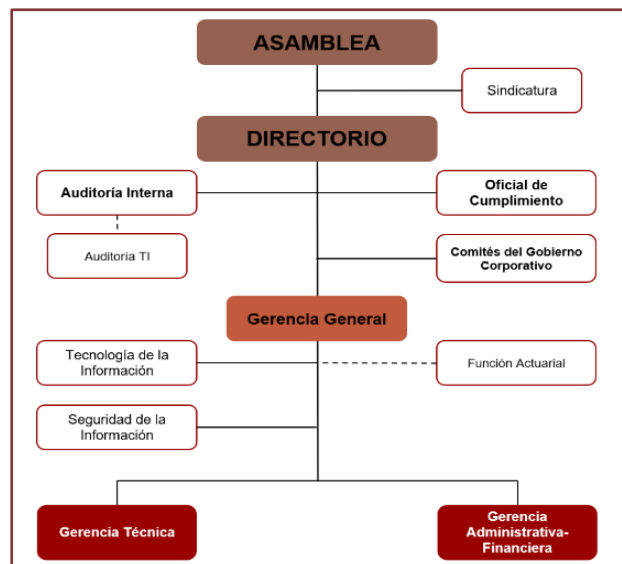 ASAMBLEA
Sindicatura
DIRECTORIO
Auditoría Interna
Oficial de
Cumplimiento
Auditoría TI
Comités del Gobierno
Corporativo
Gerencia General
Tecnología de la
Información
Función Actuarial
Seguridad de la
Información
Gerencia Técnica
Gerencia
Administrativa-
Financiera